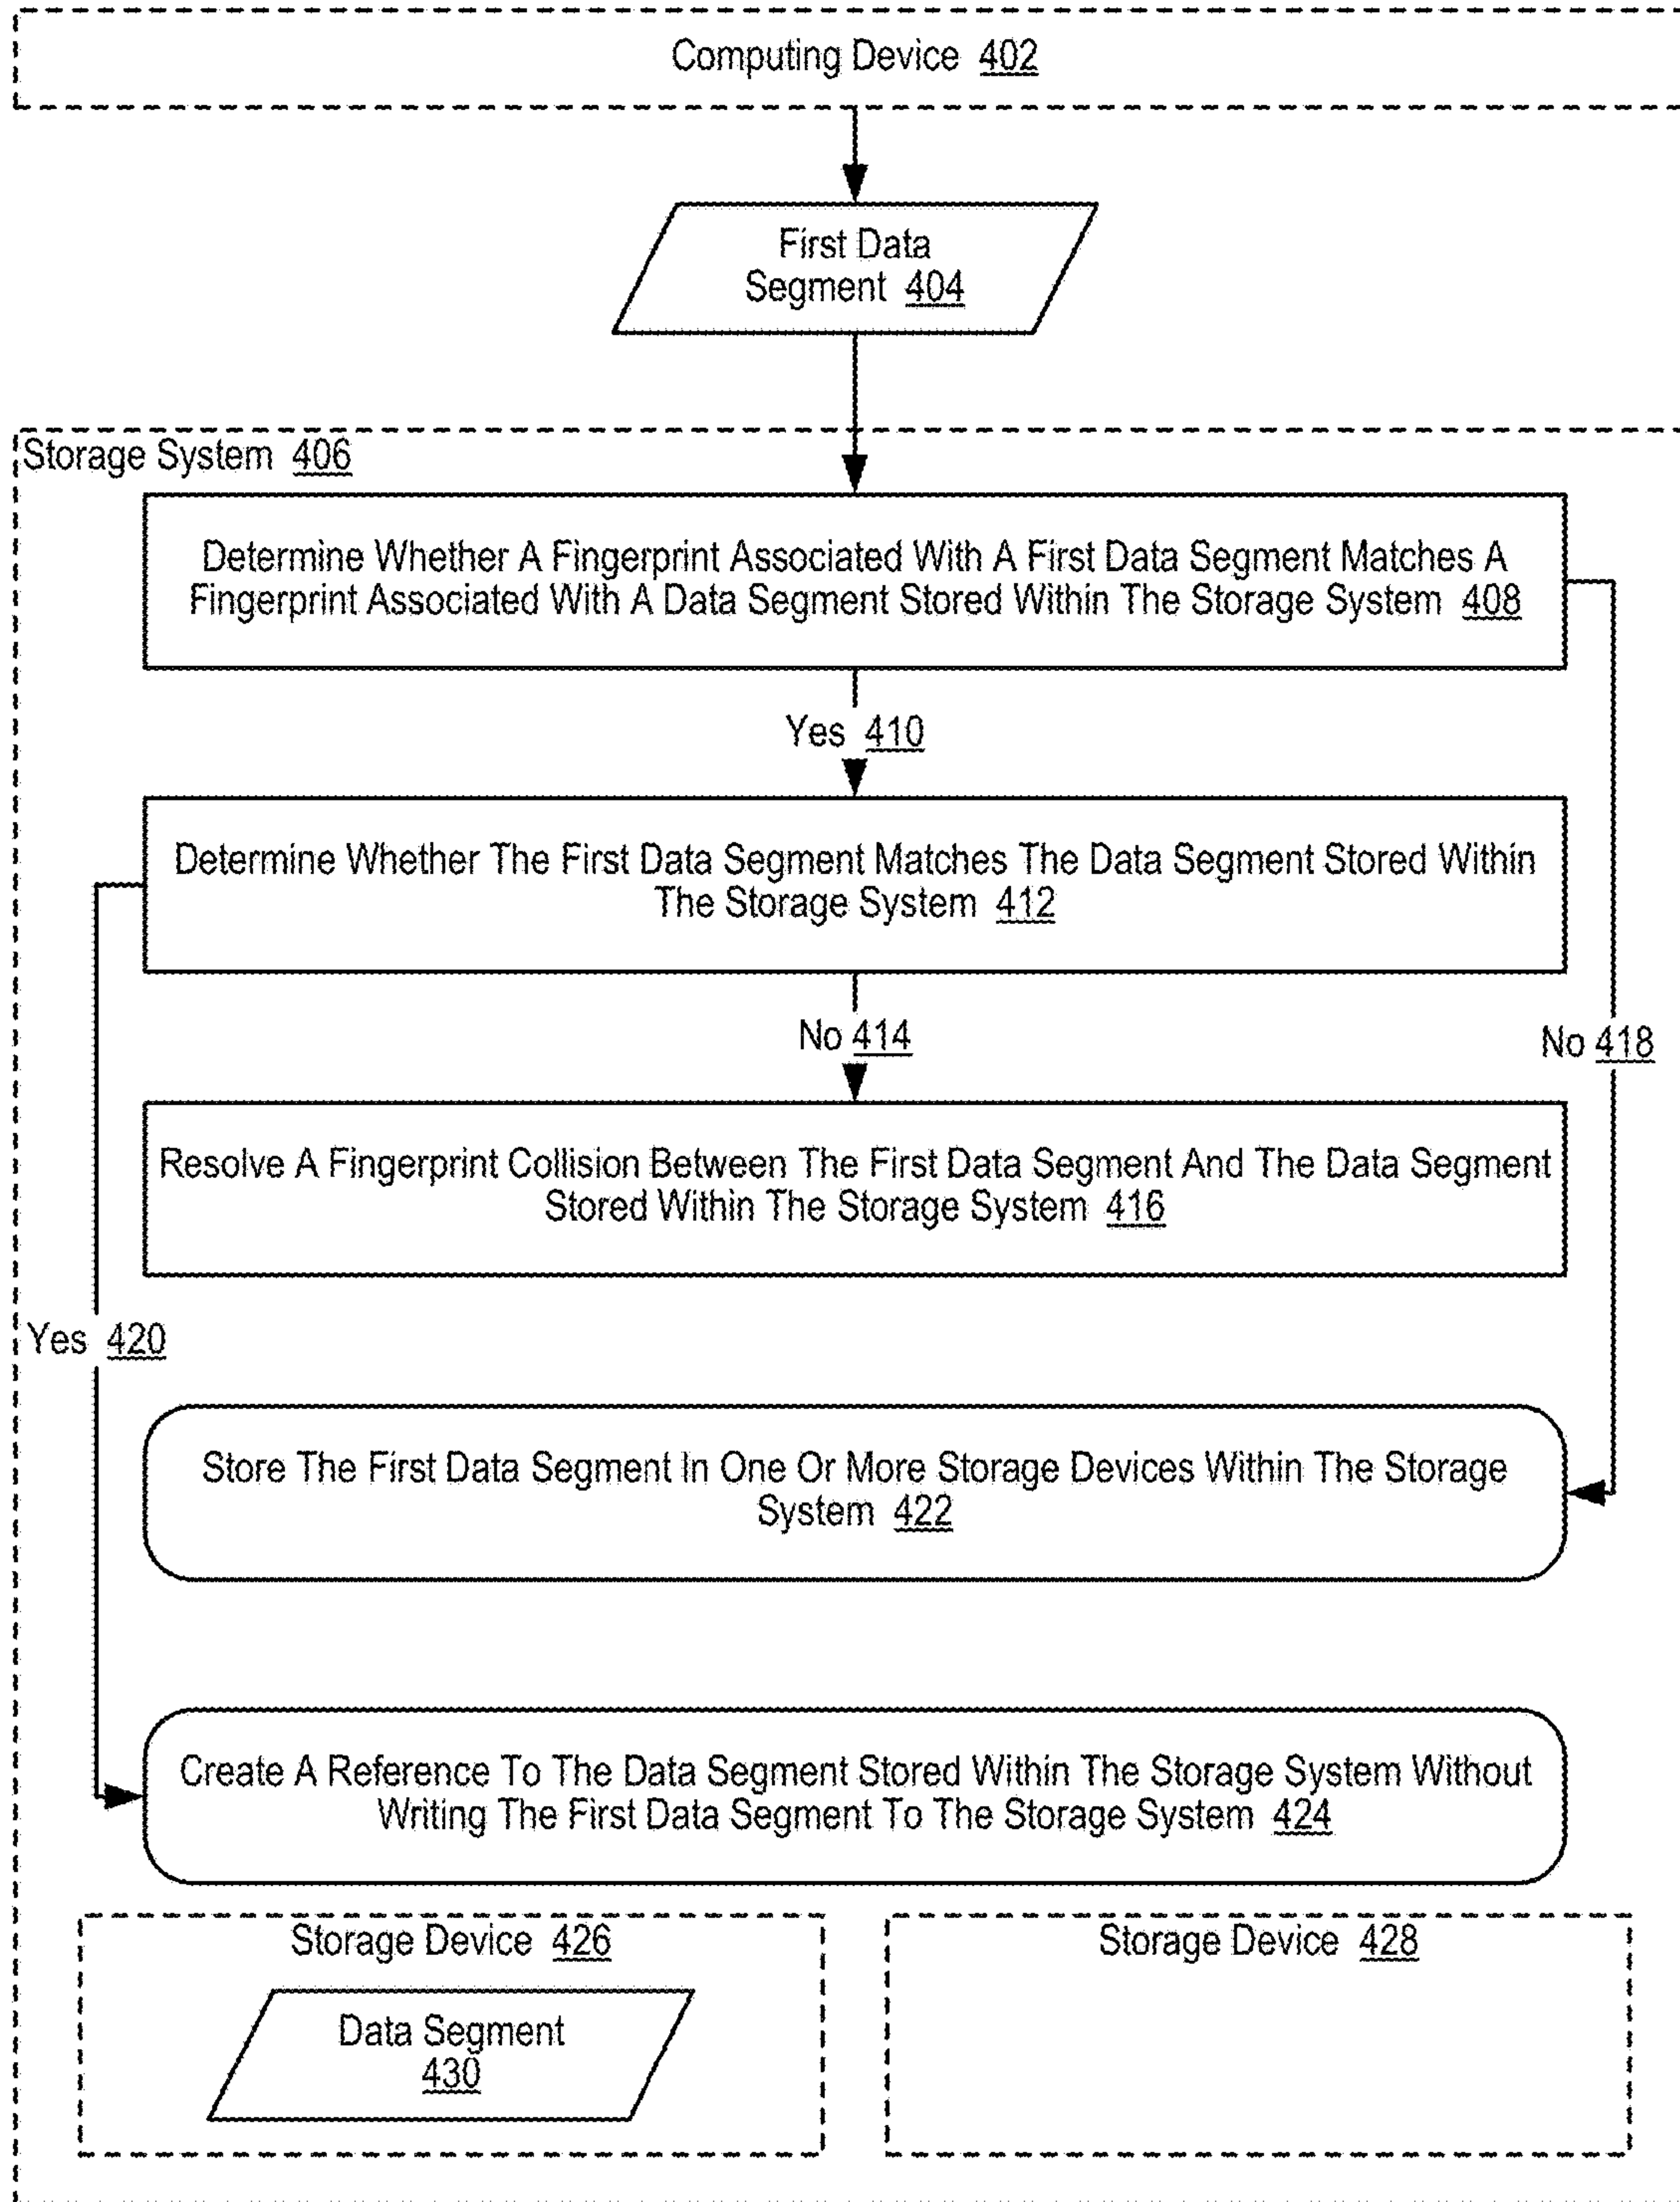 Computing Device 402
First Data
Segment 404
Storage System 406
Determine Whether A Fingerprint Associated With A First Data Segment Matches A
Fingerprint Associated With A Data Segment Stored Within The Storage System 408
Yes 410
Determine Whether The First Data Segment Matches The Data Segment Stored Within
The Storage System 412
No 414
No 418
Resolve A Fingerprint Collision Between The First Data Segment And The Data Segment
Stored Within The Storage System 416
Yes 420
Store The First Data Segment In One Or More Storage Devices Within The Storage
System 422
Create A Reference To The Data Segment Stored Within The Storage System Without
Writing The First Data Segment To The Storage System 424
Storage Device 426
Storage Device 428
Data Segment
430